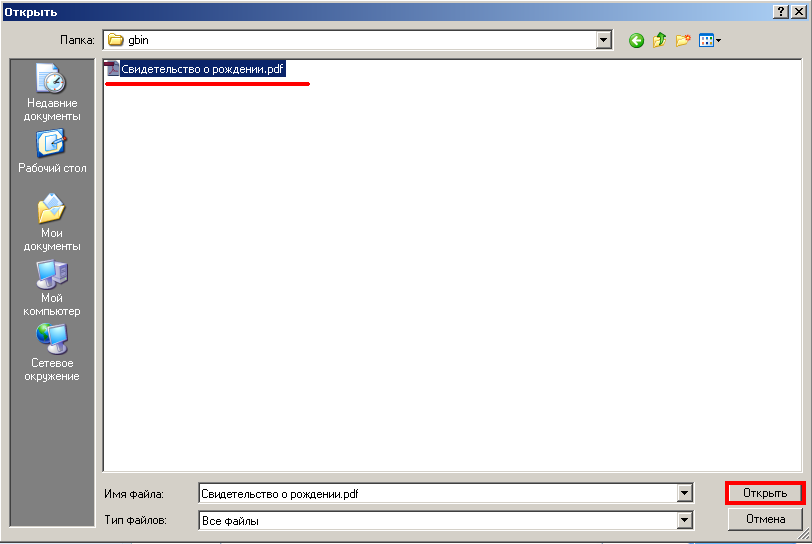 Открыть
Папка: gbin
Свидетельство о рождении.pdf
Недавние
документы
Рабочий стол
Мои
документы
Мой
компьютер
Сетевое
окружение
Имя файла: Свидетельство о рождении.pdf Открыть
Тип файлов: Все файлы Отмена